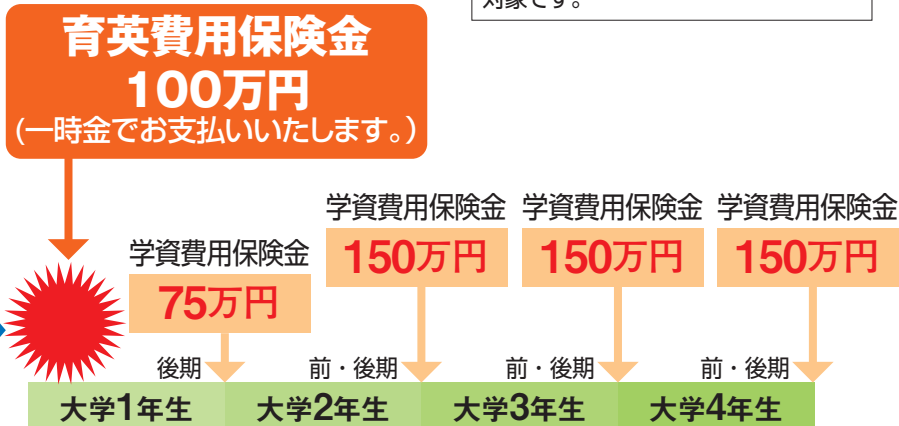 対象です。
育英費用保険金
100万円
(一時金でお支払いいたします。)
学資費用保険金 学資費用保険金 学資費用保険金
150万円 150万円 150万円
学資費用保険金
75万円
後期 前・後期 前・後期 前・後期
大学1年生 大学2年生 大学3年生 大学4年生